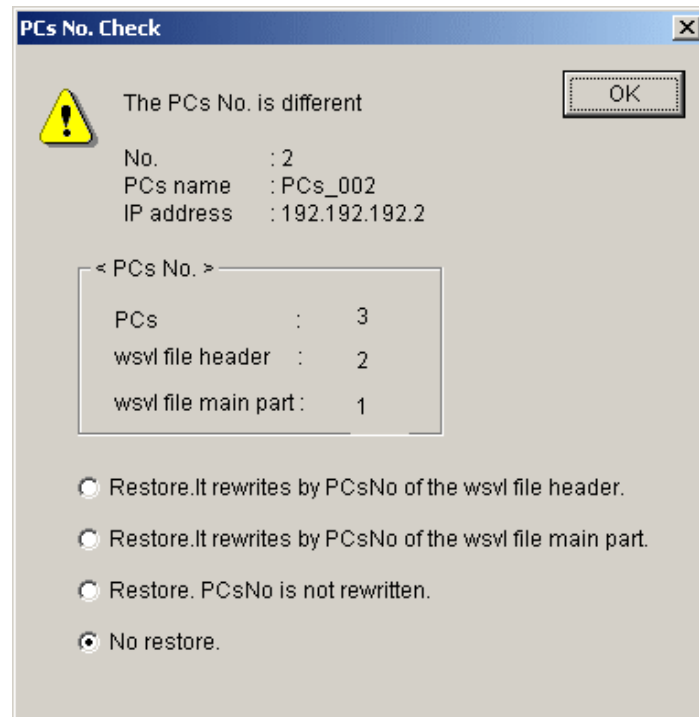 PCs No. Check
The PCs No. is different
OK
No. : 2
PCs name : PCs_002
IP address : 192.192.192.2
< PCs No. >
PCs : 3
wsvl file header : 2
wsvl file main part : 1
Restore.It rewrites by PCsNo of the wsvl file header.
Restore.It rewrites by PCsNo of the wsvl file main part.
Restore. PCsNo is not rewritten.
No restore.